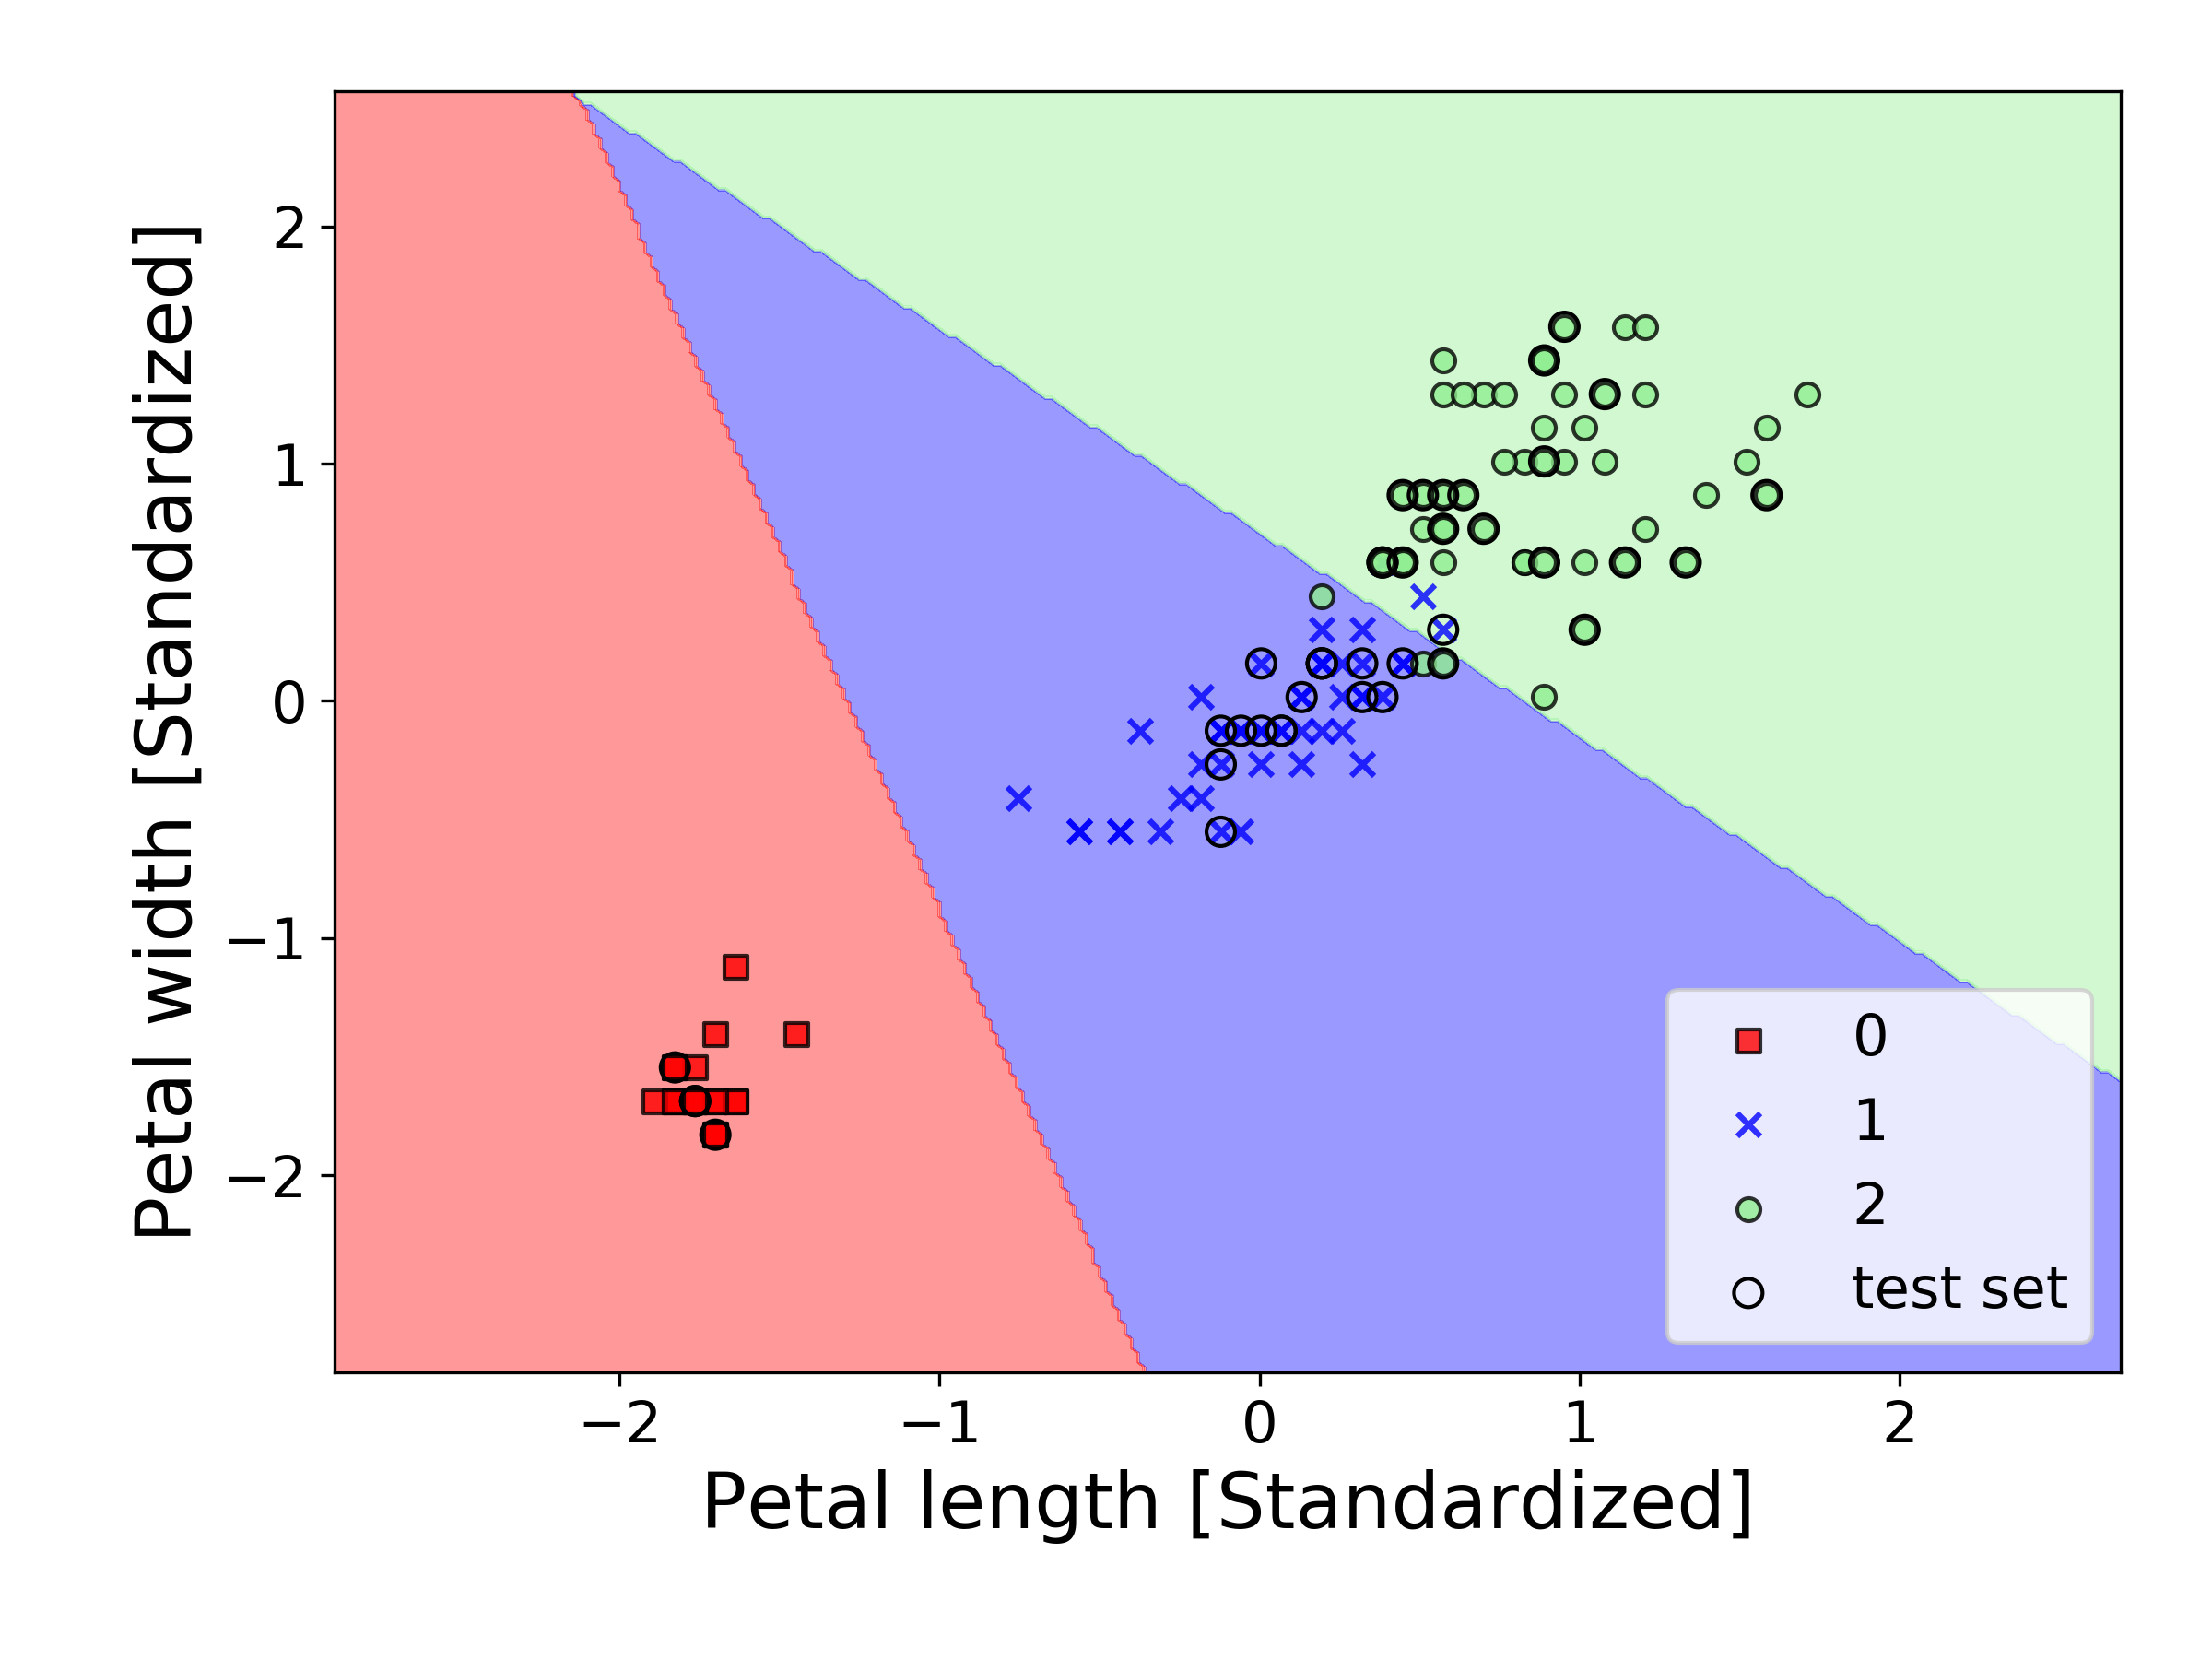 2
1
0
−1
−2
Petal width [Standardized]
0
1
2
test set
−2 −1 0 1 2
Petal length [Standardized]